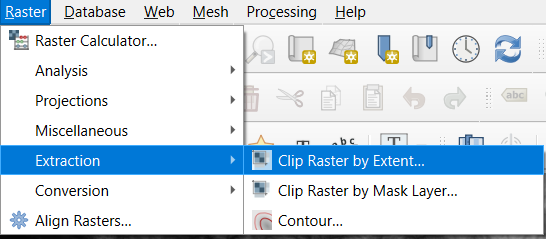 Raster Database Web Mesh Processing Help
Raster Calculator...
Analysis
Projections
Miscellaneous
Extraction
Conversion
Align Rasters...
abc
abc
Clip Raster by Extent...
Clip Raster by Mask Layer...
Contour...